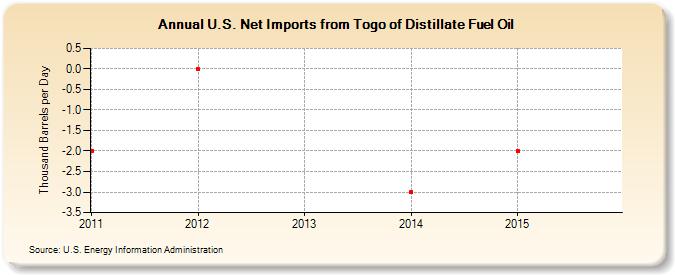 Annual U.S. Net Imports from Togo of Distillate Fuel Oil
Thousand Barrels per Day
0.5
0.0
-0.5
-1.0
-1.5
-2.0
-2.5
-3.0
-3.5
2011 2012 2013 2014 2015
Source: U.S. Energy Information Administration